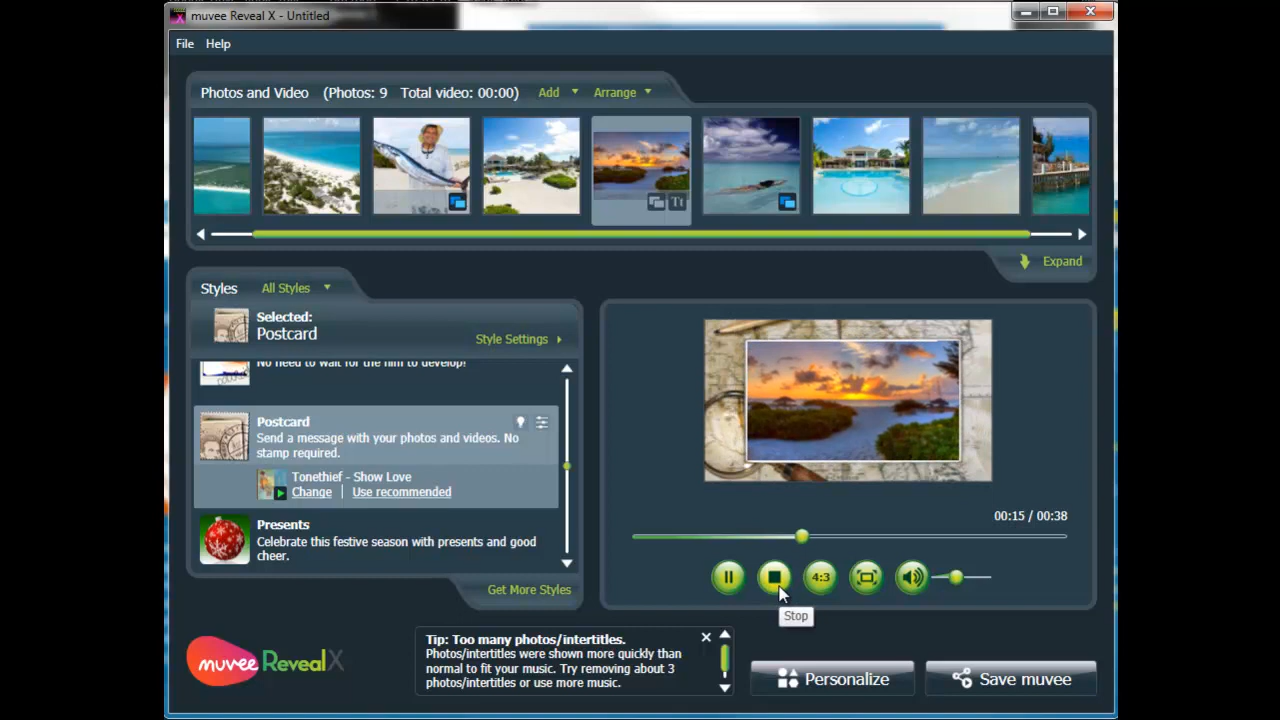 muvee Reveal X - Untitled
File Help
Photos and Video (Photos: 9 Total video: 00:00) Add Arrange
Tt
Expand
Styles All Styles
Selected:
Postcard
Style Settings
No need to wait for the film to develop!
Postcard
Send a message with your photos and videos. No
stamp required.
Tonethief - Show Love
Change | Use recommended
Presents
Celebrate this festive season with presents and good
cheer.
Get More Styles
00:15 / 00:38
4:3
Stop
muvee RevealX
Tip: Too many photos/intertitles.
Photos/intertitles were shown more quickly than
normal to fit your music. Try removing about 3
photos/intertitles or use more music.
Personalize
Save muvee